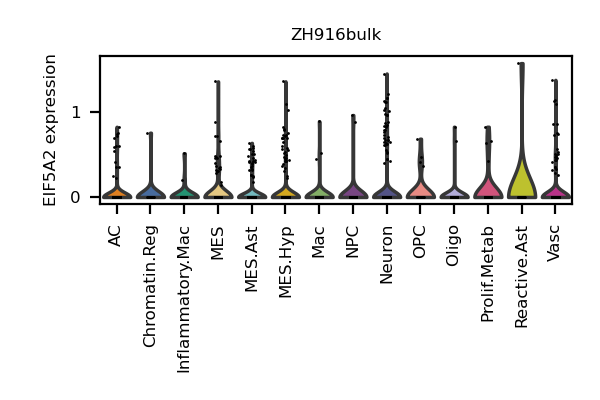 ZH916bulk
EIF5A2 expression
1
0
AC
Chromatin.Reg
Inflammatory.Mac
MES
MES.Ast
MES.Hyp
Mac
NPC
Neuron
OPC
Oligo
Prolif.Metab
Reactive.Ast
Vasc